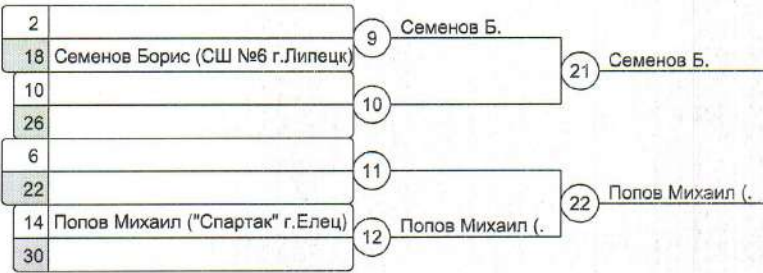 2
9 Семенов Б.
18 Семенов Борис (СШ №6 г.Липецк)
21 Семенов Б.
10
10
26
6
11
22
22 Попов Михаил (.
14 Попов Михаил ("Спартак" г.Елец)
12 Попов Михаил (.
30